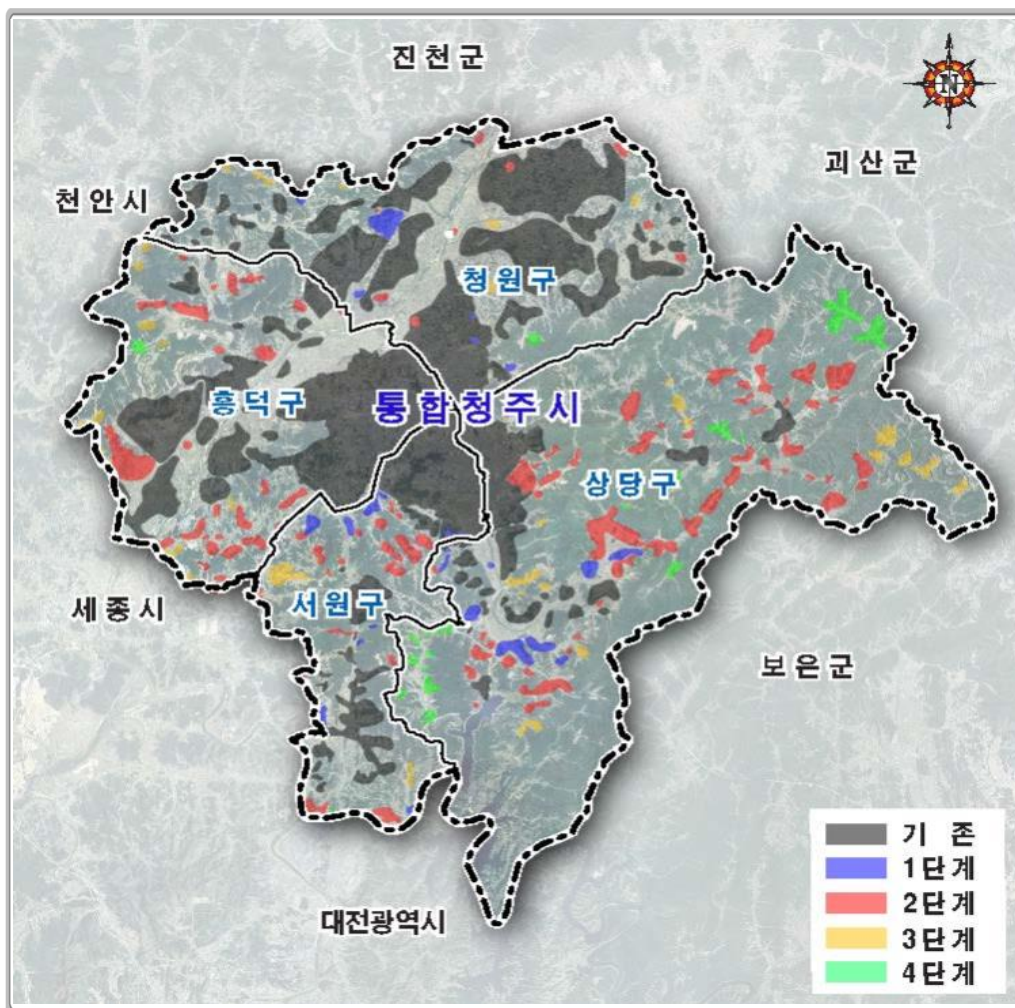 진천군
N
괴산군
천안시
청원구
흥덕구
통합청주시
상당구
세종시
서원구
보은군
대전광역시
기 존
1단계
2단계
3단계
4단계